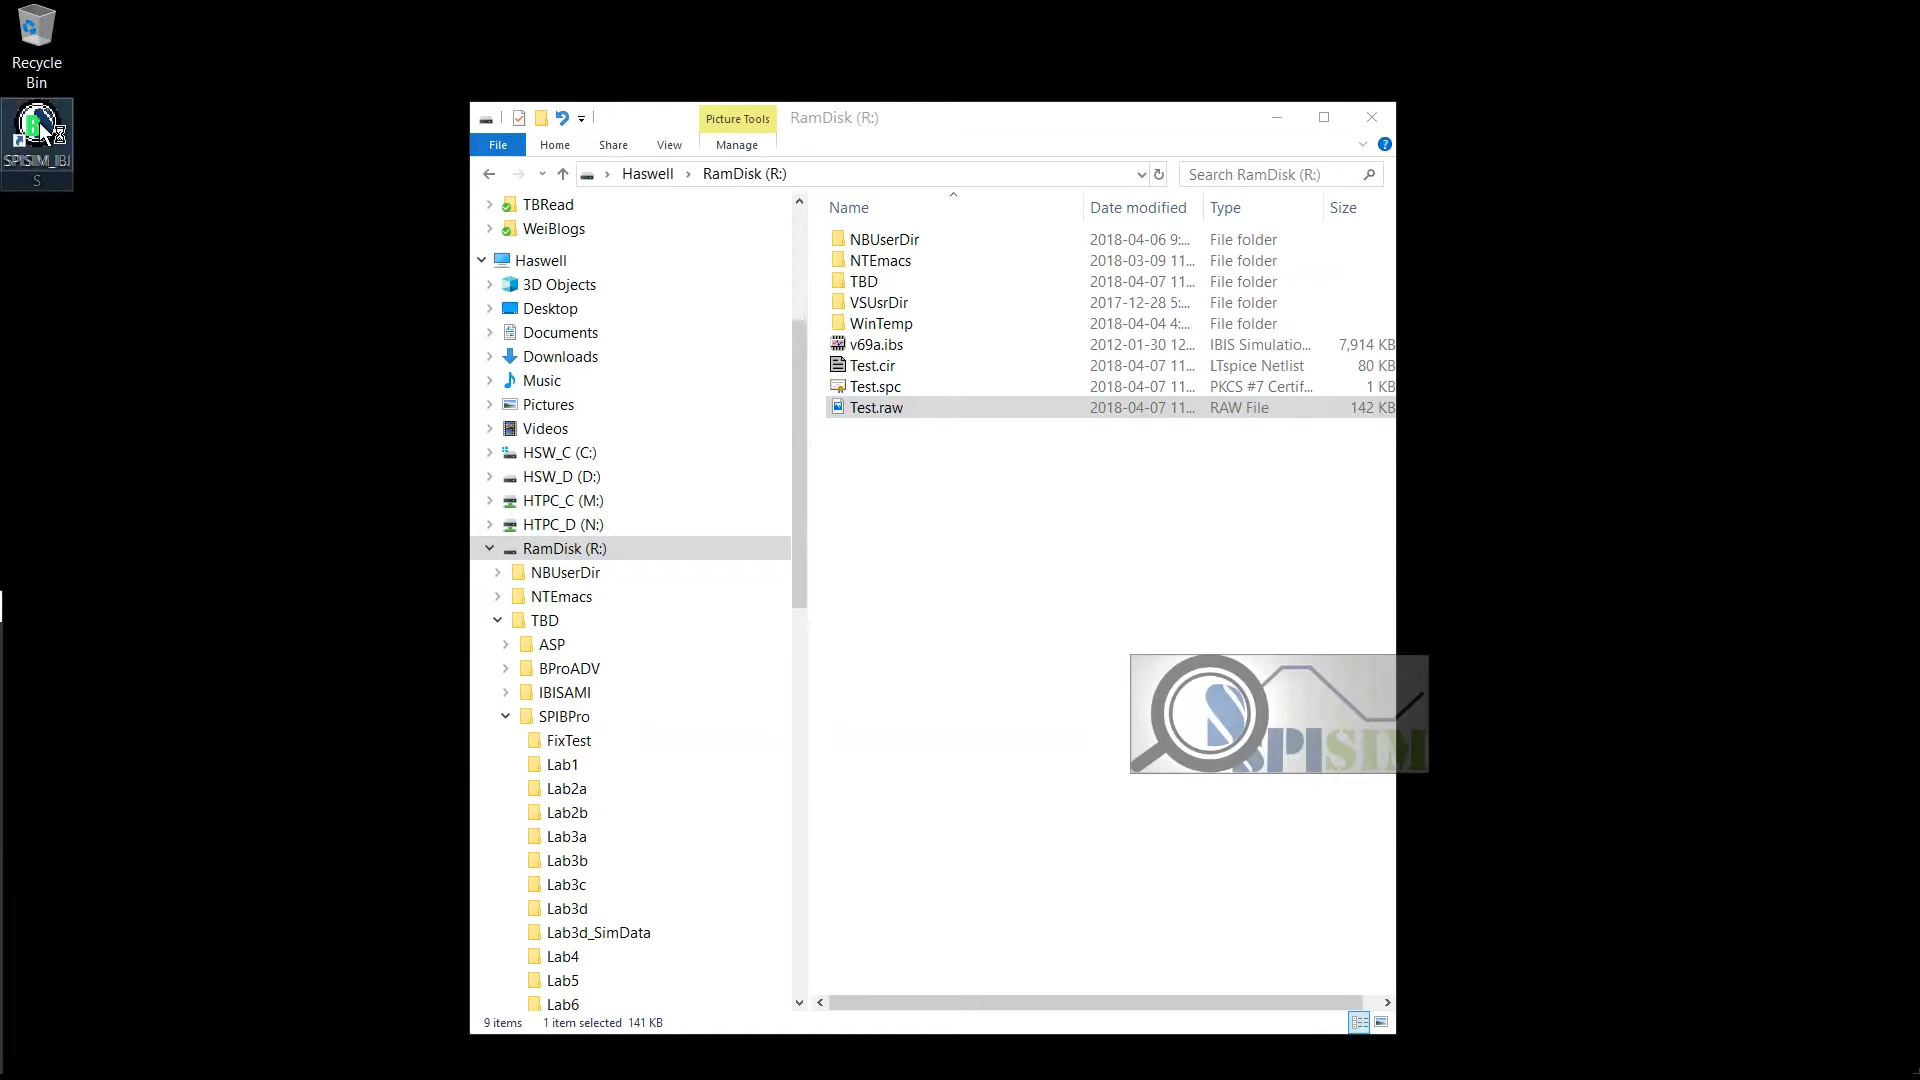 Recycle
Bin
SPISIM_IBI
S
Picture Tools
RamDisk (R:)
File
Home
Share
View
Manage
Haswell
RamDisk (R:)
Search RamDisk (R:)
TBRead
WeiBlogs
Haswell
3D Objects
Desktop
Documents
Downloads
Music
Pictures
Videos
HSW_C (C:)
HSW_D (D:)
HTPC_C (M:)
HTPC_D (N:)
RamDisk (R:)
NBUserDir
NTEmacs
TBD
ASP
BProADV
IBISAMI
SPIBPro
FixTest
Lab1
Lab2a
Lab2b
Lab3a
Lab3b
Lab3c
Lab3d
Lab3d_SimData
Lab4
Lab5
Lab6
Name Date modified Type Size
NBUserDir 2018-04-06 9:... File folder
NTEmacs 2018-03-09 11... File folder
TBD 2018-04-07 11... File folder
VSUsrDir 2017-12-28 5:... File folder
WinTemp 2018-04-04 4:... File folder
v69a.ibs 2012-01-30 12... IBIS Simulatio... 7,914 KB
Test.cir 2018-04-07 11... LTspice Netlist 80 KB
Test.spc 2018-04-07 11... PKCS #7 Certif... 1 KB
Test.raw 2018-04-07 11... RAW File 142 KB
SPISIM
9 items 1 item selected 141 KB